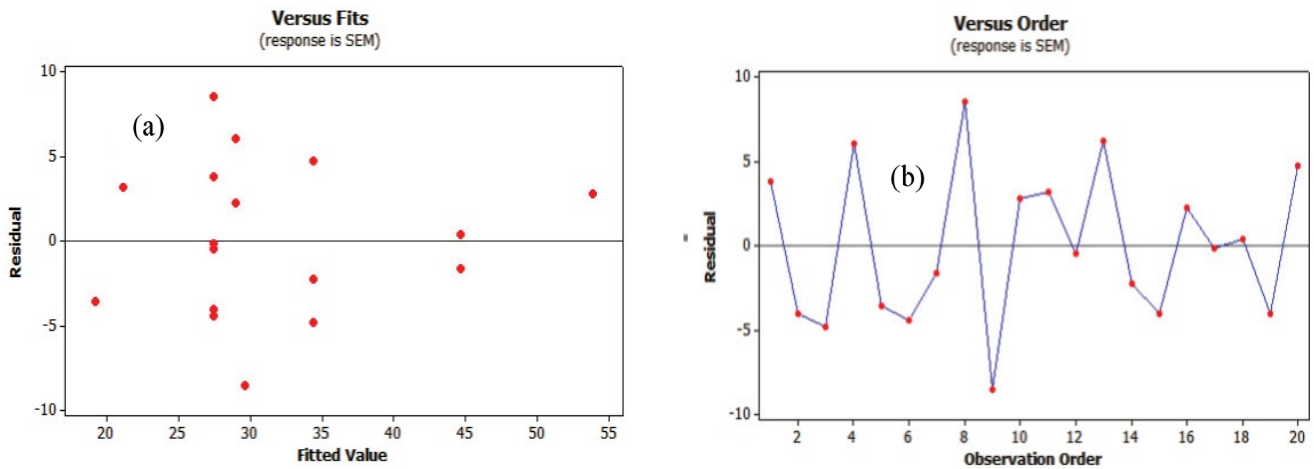 Versus Fits
(response is SEM)
10
5
0
-5
-10
Residual
(a)
20 25 30 35 40 45 50 55
Fitted Value
Versus Order
(response is SEM)
10
5
0
-5
-10
Residual
(b)
2 4 6 8 10 12 14 16 18 20
Observation Order